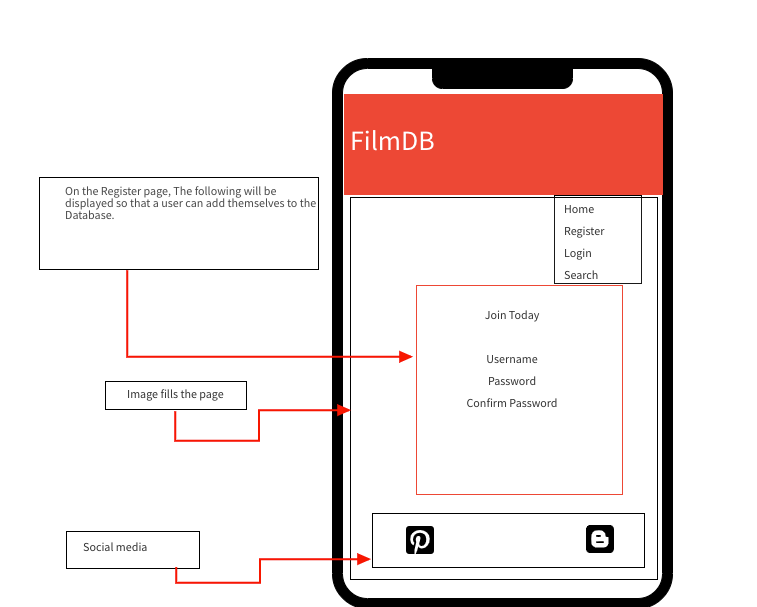 FilmDB
On the Register page, The following will be
displayed so that a user can add themselves to the
Database.
Home
Register
Login
Search
Join Today
Username
Password
Confirm Password
Image fills the page
Social media